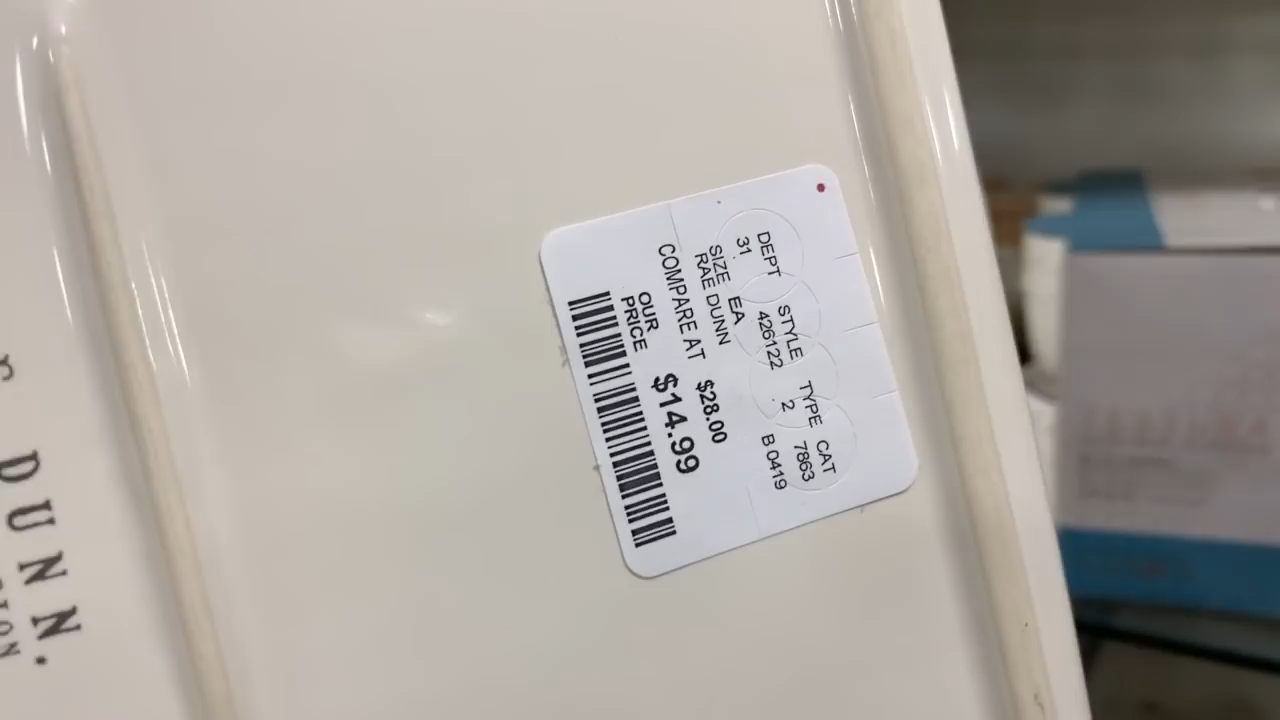 DEPT STYLE TYPE CAT
31 426122 2 7863
SIZE EA B 0419
RAE DUNN
COMPARE AT $28.00
OUR PRICE $14.99
DUNN.